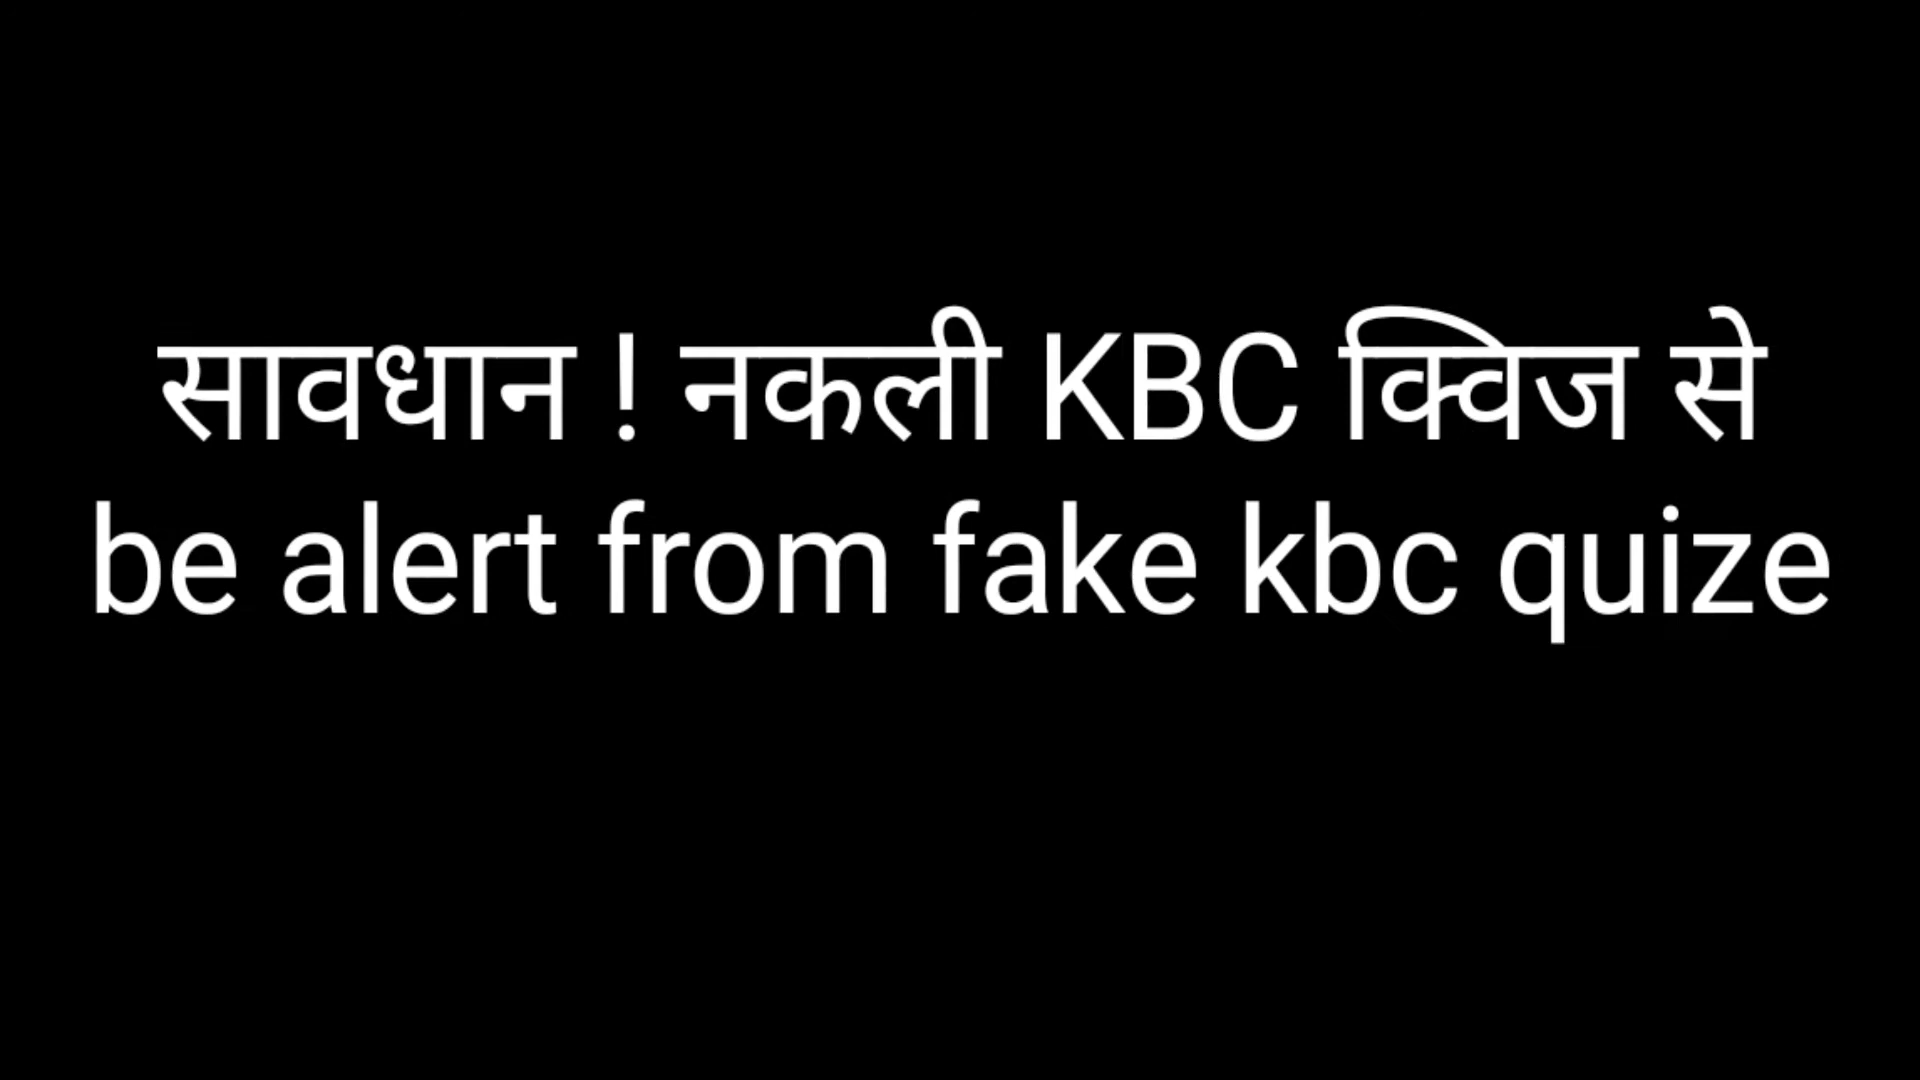 सावधान ! नकली KBC क्विज से
be alert from fake kbc quize